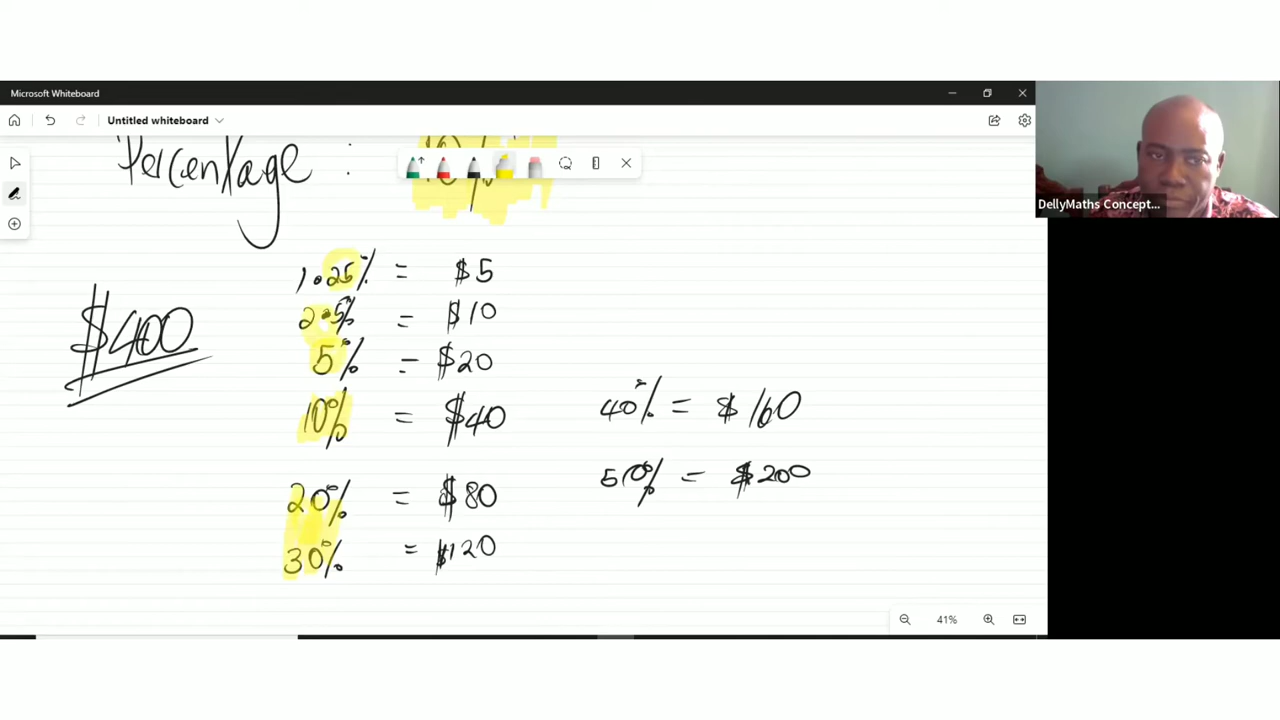 Microsoft Whiteboard
Untitled whiteboard
Percentage : 10%
$400
1.25% = $5
2.5% = $10
5% = $20
10% = $40
20% = $80
30% = $120
40% = $160
50% = $200
DellyMaths Concept...
41%